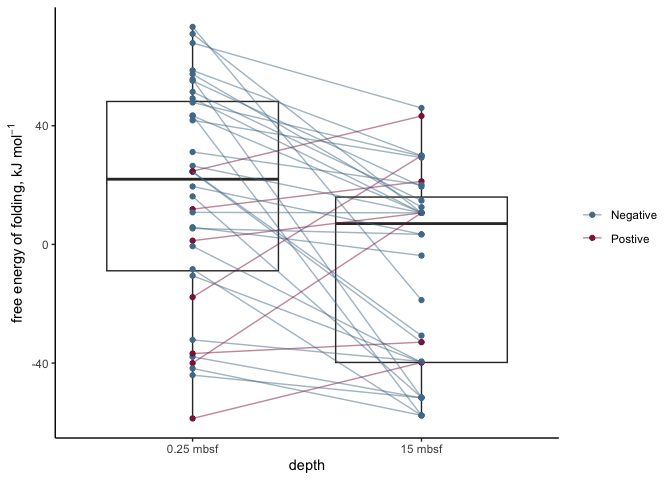 free energy of folding, kJ mol⁻¹
40
0
-40
0.25 mbsf
15 mbsf
depth
Negative
Postive